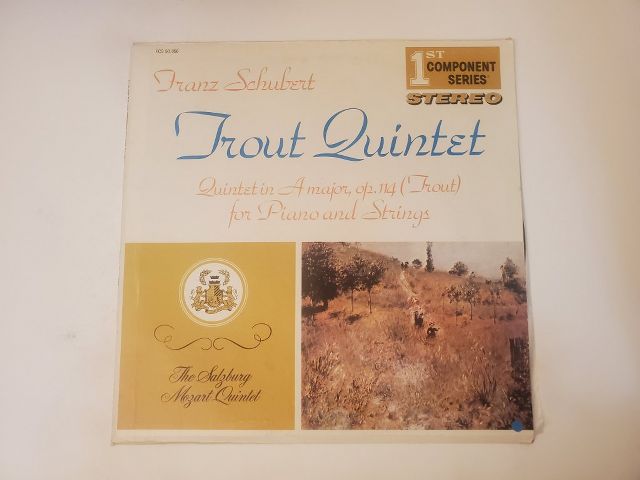 Franz Schubert
1ST
COMPONENT
SERIES
STEREO
Trout Quintet
Quintet in A major, op. 114 (Trout)
for Piano and Strings
The Salzburg
Mozart Quintet